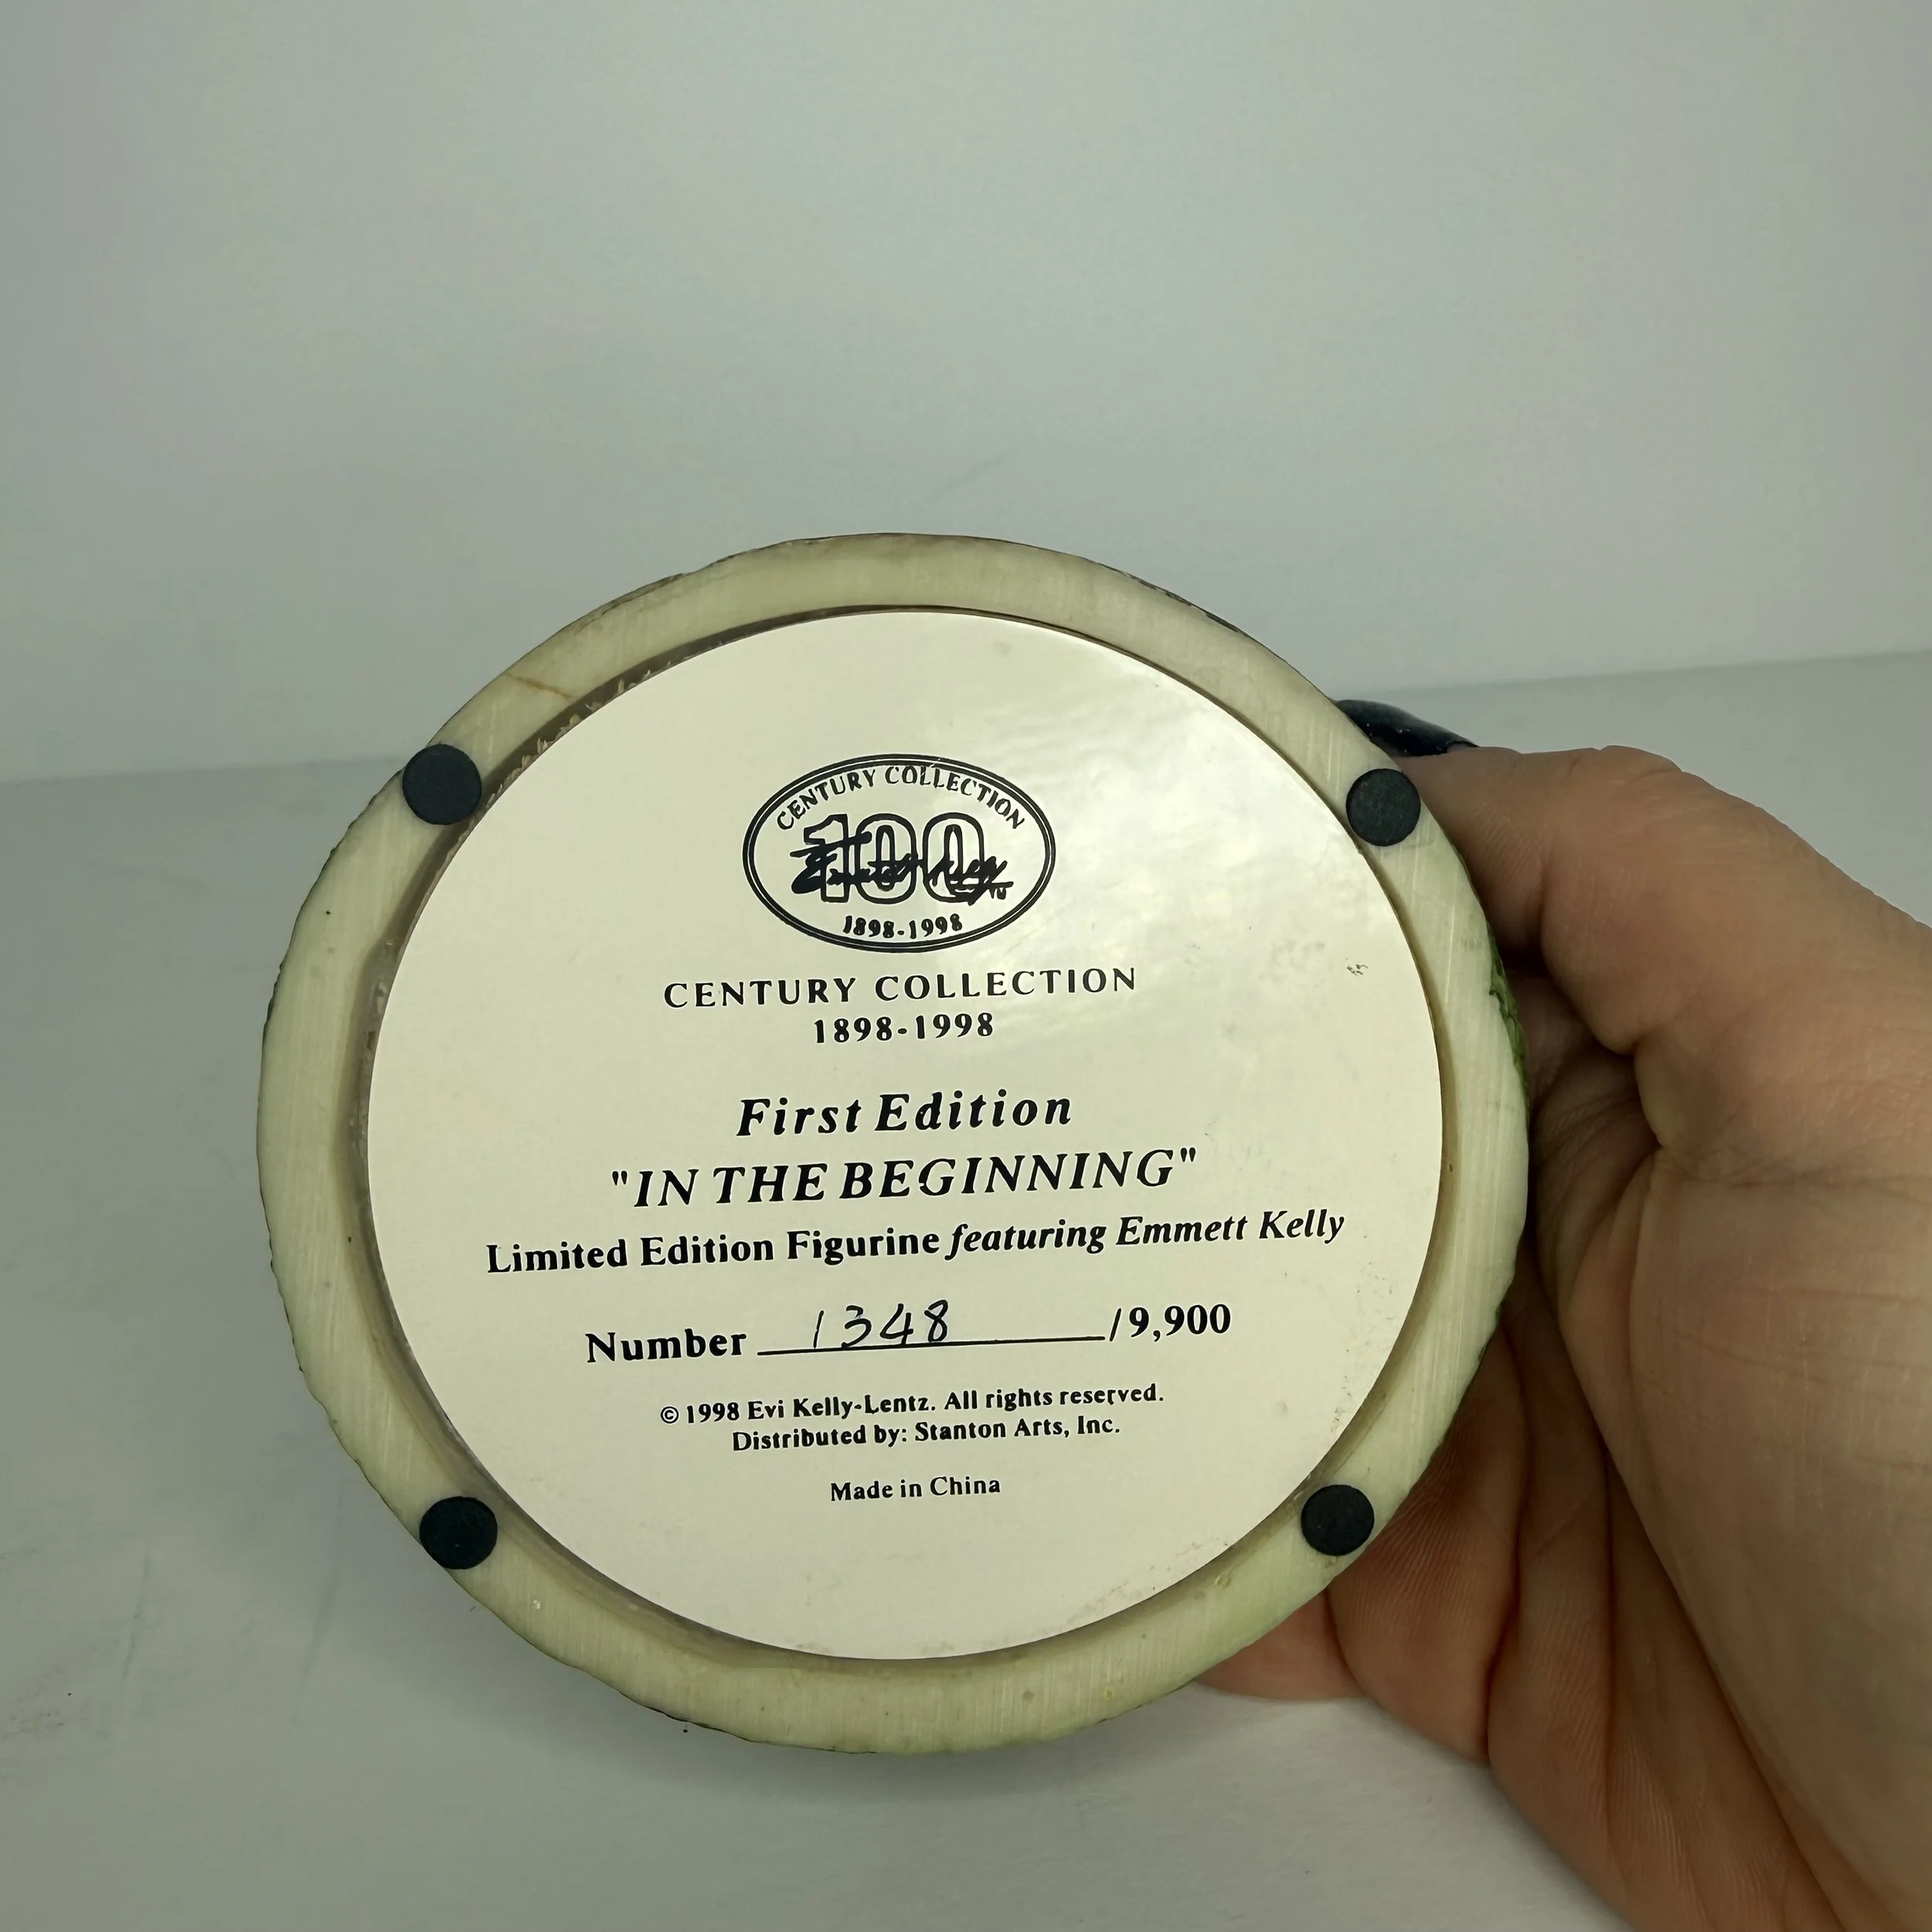 CENTURY COLLECTION
100
Emmett Kelly
1898-1998
CENTURY COLLECTION
1898-1998
First Edition
"IN THE BEGINNING"
Limited Edition Figurine featuring Emmett Kelly
Number 1348 /9,900
© 1998 Evi Kelly-Lentz. All rights reserved.
Distributed by: Stanton Arts, Inc.
Made in China